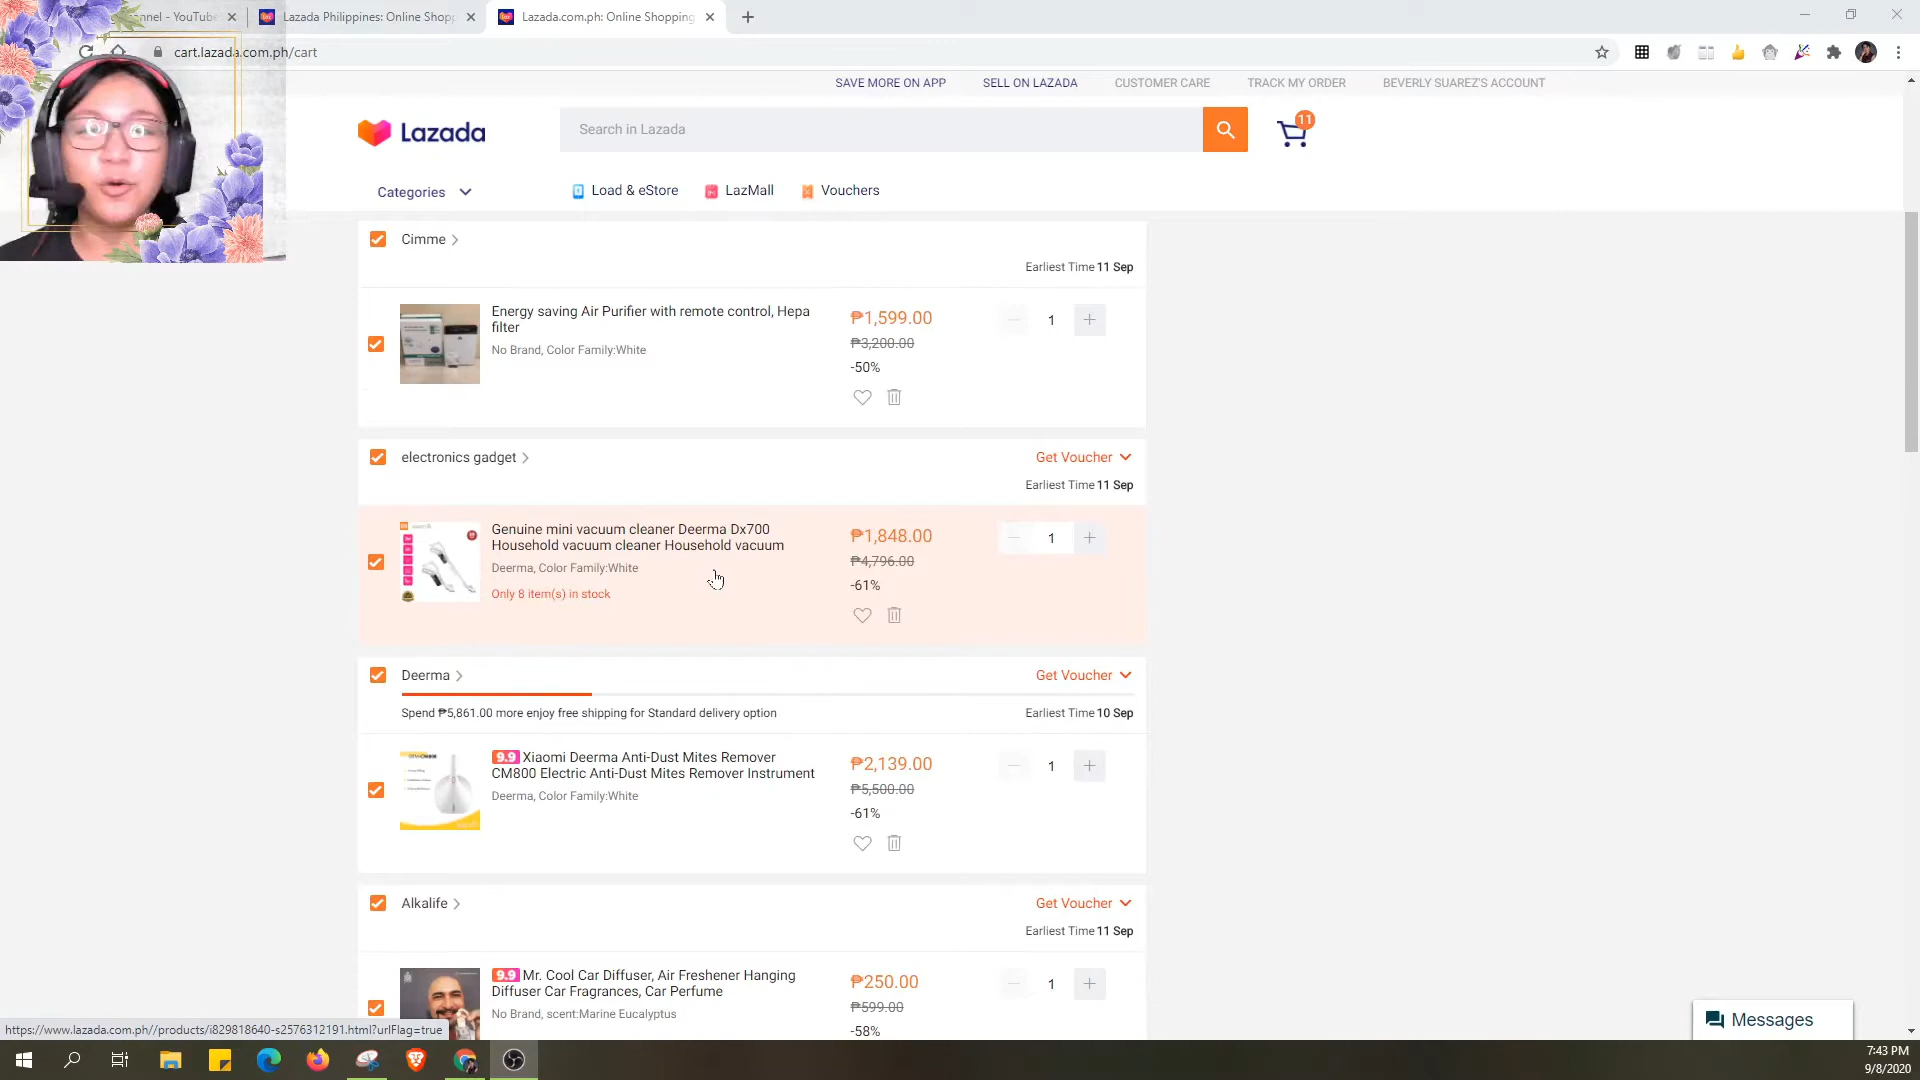 nnel - YouTube
Lazada Philippines: Online Shopp
Lazada.com.ph: Online Shopping
cart.lazada.com.ph/cart
SAVE MORE ON APP
SELL ON LAZADA
CUSTOMER CARE
TRACK MY ORDER
BEVERLY SUAREZ'S ACCOUNT
Lazada
Search in Lazada
11
Categories
Load & eStore
LazMall
Vouchers
Cimme
Earliest Time 11 Sep
Energy saving Air Purifier with remote control, Hepa
filter
No Brand, Color Family:White
₱1,599.00
₱3,200.00
-50%
1
electronics gadget
Get Voucher
Earliest Time 11 Sep
Genuine mini vacuum cleaner Deerma Dx700
Household vacuum cleaner Household vacuum
Deerma, Color Family:White
Only 8 item(s) in stock
₱1,848.00
₱4,796.00
-61%
1
Deerma
Get Voucher
Spend ₱5,861.00 more enjoy free shipping for Standard delivery option
Earliest Time 10 Sep
9.9 Xiaomi Deerma Anti-Dust Mites Remover
CM800 Electric Anti-Dust Mites Remover Instrument
Deerma, Color Family:White
₱2,139.00
₱5,500.00
-61%
1
Alkalife
Get Voucher
Earliest Time 11 Sep
9.9 Mr. Cool Car Diffuser, Air Freshener Hanging
Diffuser Car Fragrances, Car Perfume
No Brand, scent:Marine Eucalyptus
₱250.00
₱599.00
-58%
1
Messages
https://www.lazada.com.ph//products/i829818640-s2576312191.html?urlFlag=true
7:43 PM
9/8/2020